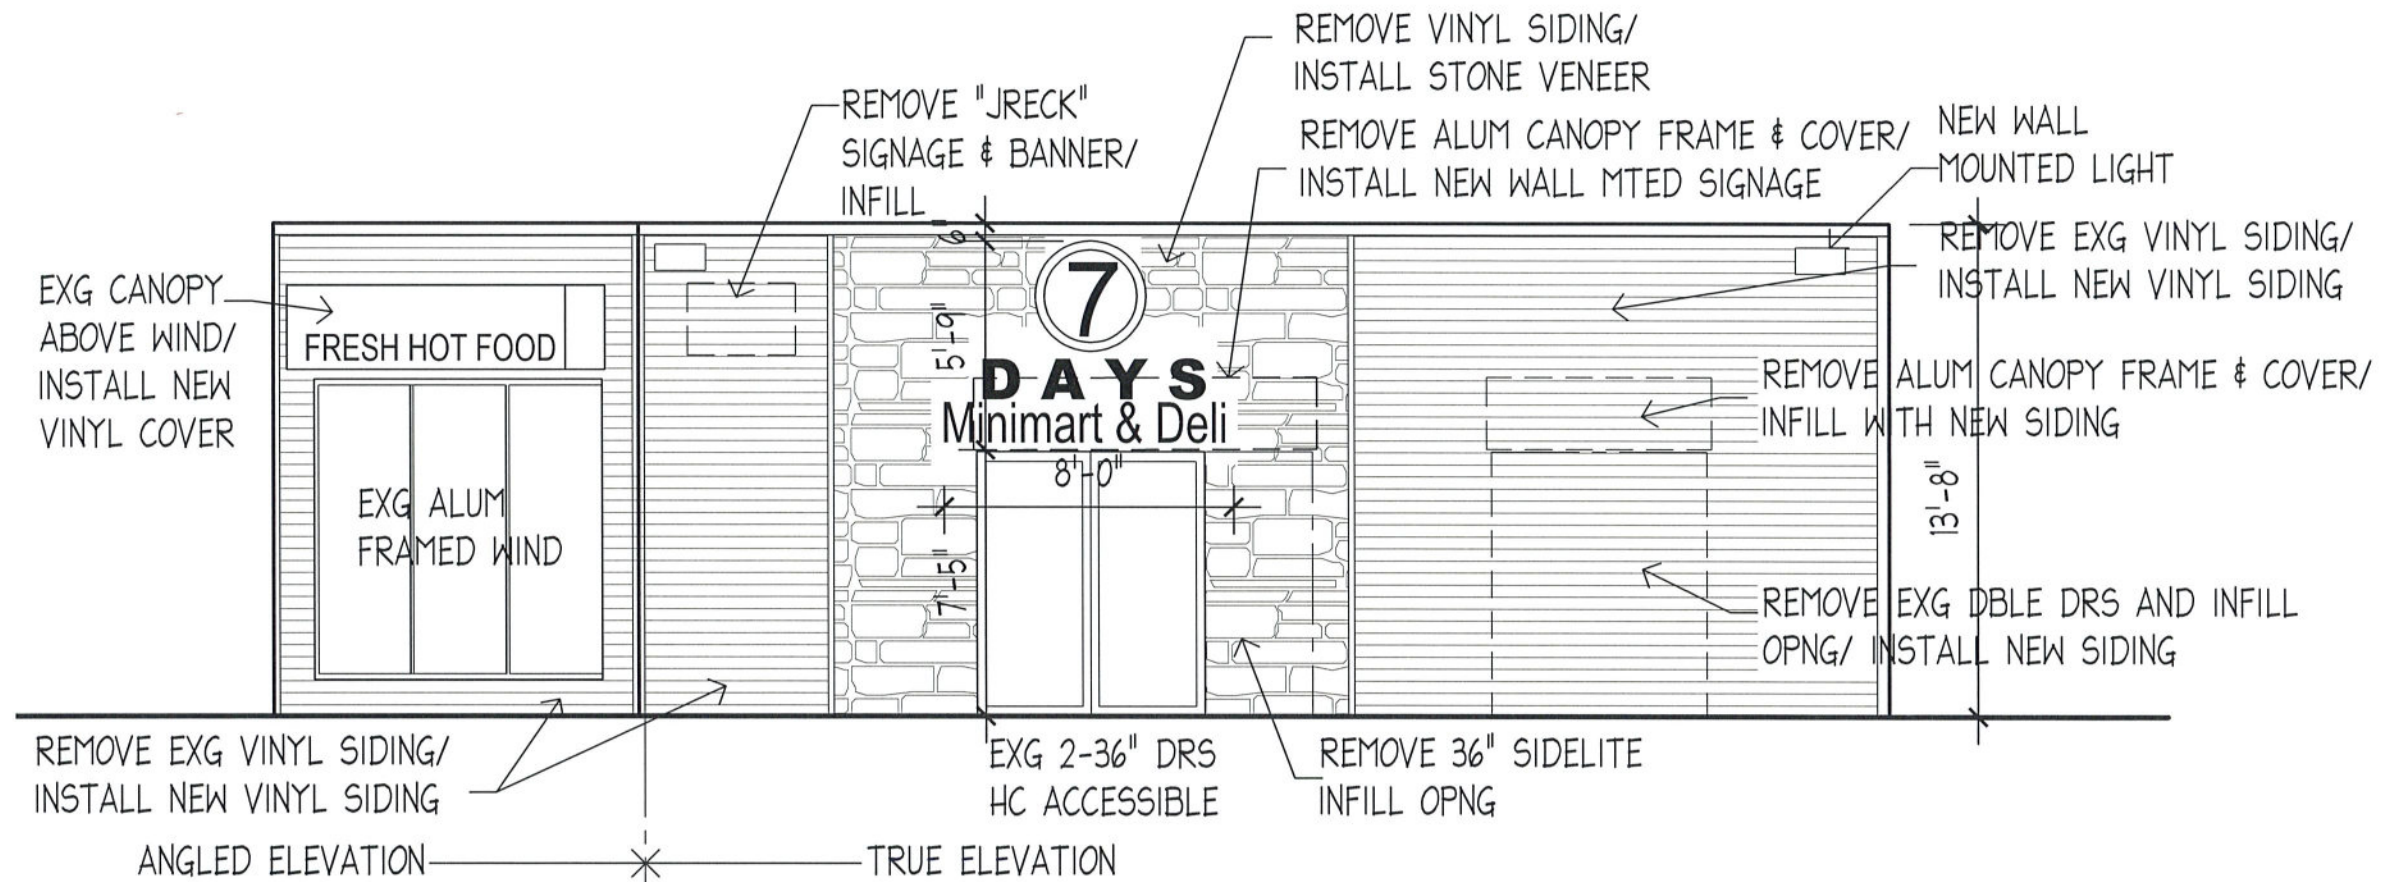 REMOVE VINYL SIDING/
INSTALL STONE VENEER
REMOVE "JRECK"
SIGNAGE & BANNER/
INFILL
REMOVE ALUM CANOPY FRAME & COVER/
INSTALL NEW WALL MTED SIGNAGE
NEW WALL
MOUNTED LIGHT
REMOVE EXG VINYL SIDING/
INSTALL NEW VINYL SIDING
EXG CANOPY
ABOVE WIND/
INSTALL NEW
VINYL COVER
FRESH HOT FOOD
6"
5'-9"
7
DAYS
Minimart & Deli
8'-0"
7'-5"
REMOVE ALUM CANOPY FRAME & COVER/
INFILL WITH NEW SIDING
13'-8"
EXG ALUM
FRAMED WIND
REMOVE EXG DBLE DRS AND INFILL
OPNG/ INSTALL NEW SIDING
REMOVE EXG VINYL SIDING/
INSTALL NEW VINYL SIDING
EXG 2-36" DRS
HC ACCESSIBLE
REMOVE 36" SIDELITE
INFILL OPNG
ANGLED ELEVATION
TRUE ELEVATION